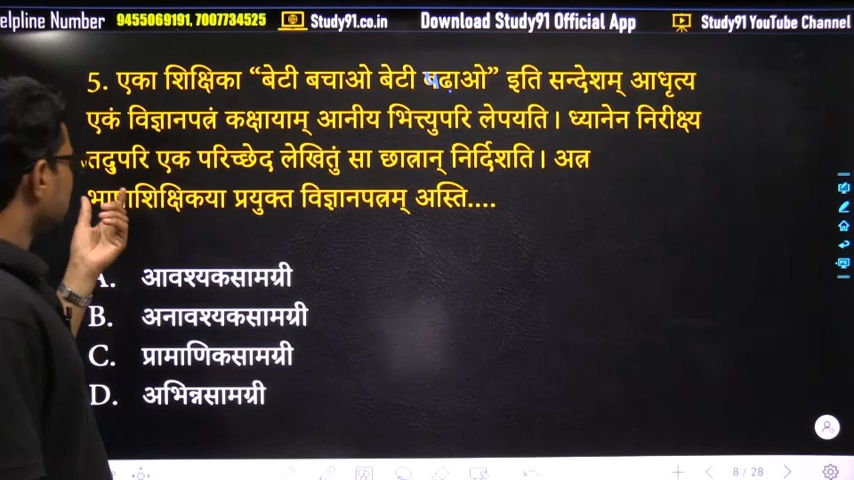 elpline Number 9455069191, 7007734525 Study91.co.in Download Study91 Official App Study91 YouTube Channel
5. एका शिक्षिका “बेटी बचाओ बेटी पढाओ” इति सन्देशम् आधृत्य
एकं विज्ञानपत्रं कक्षायाम् आनीय भित्त्युपरि लेपयति। ध्यानेन निरीक्ष्य
तदुपरि एक परिच्छेद लेखितुं सा छात्रान् निर्दिशति। अत्र
भाषाशिक्षिकया प्रयुक्त विज्ञानपत्रम् अस्ति....
A. आवश्यकसामग्री
B. अनावश्यकसामग्री
C. प्रामाणिकसामग्री
D. अभिन्नसामग्री
8 / 28